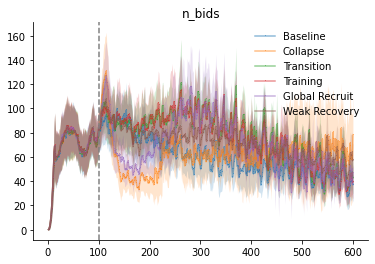 n_bids
160
140
120
100
80
60
40
20
0
0 100 200 300 400 500 600
Baseline
Collapse
Transition
Training
Global Recruit
Weak Recovery